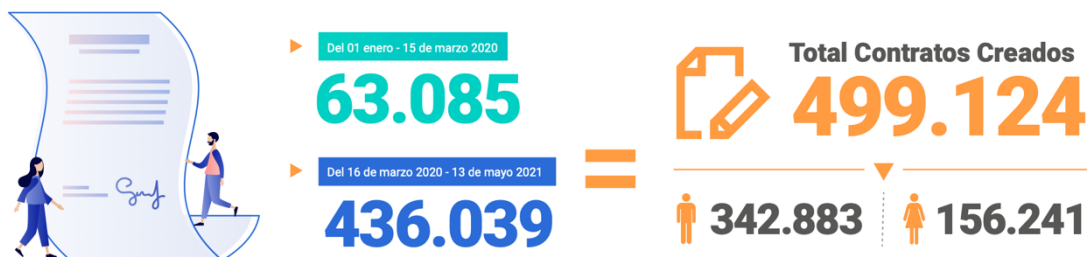 Del 01 enero - 15 de marzo 2020
63.085
Del 16 de marzo 2020 - 13 de mayo 2021
436.039
=
Total Contratos Creados
499.124
342.883
156.241